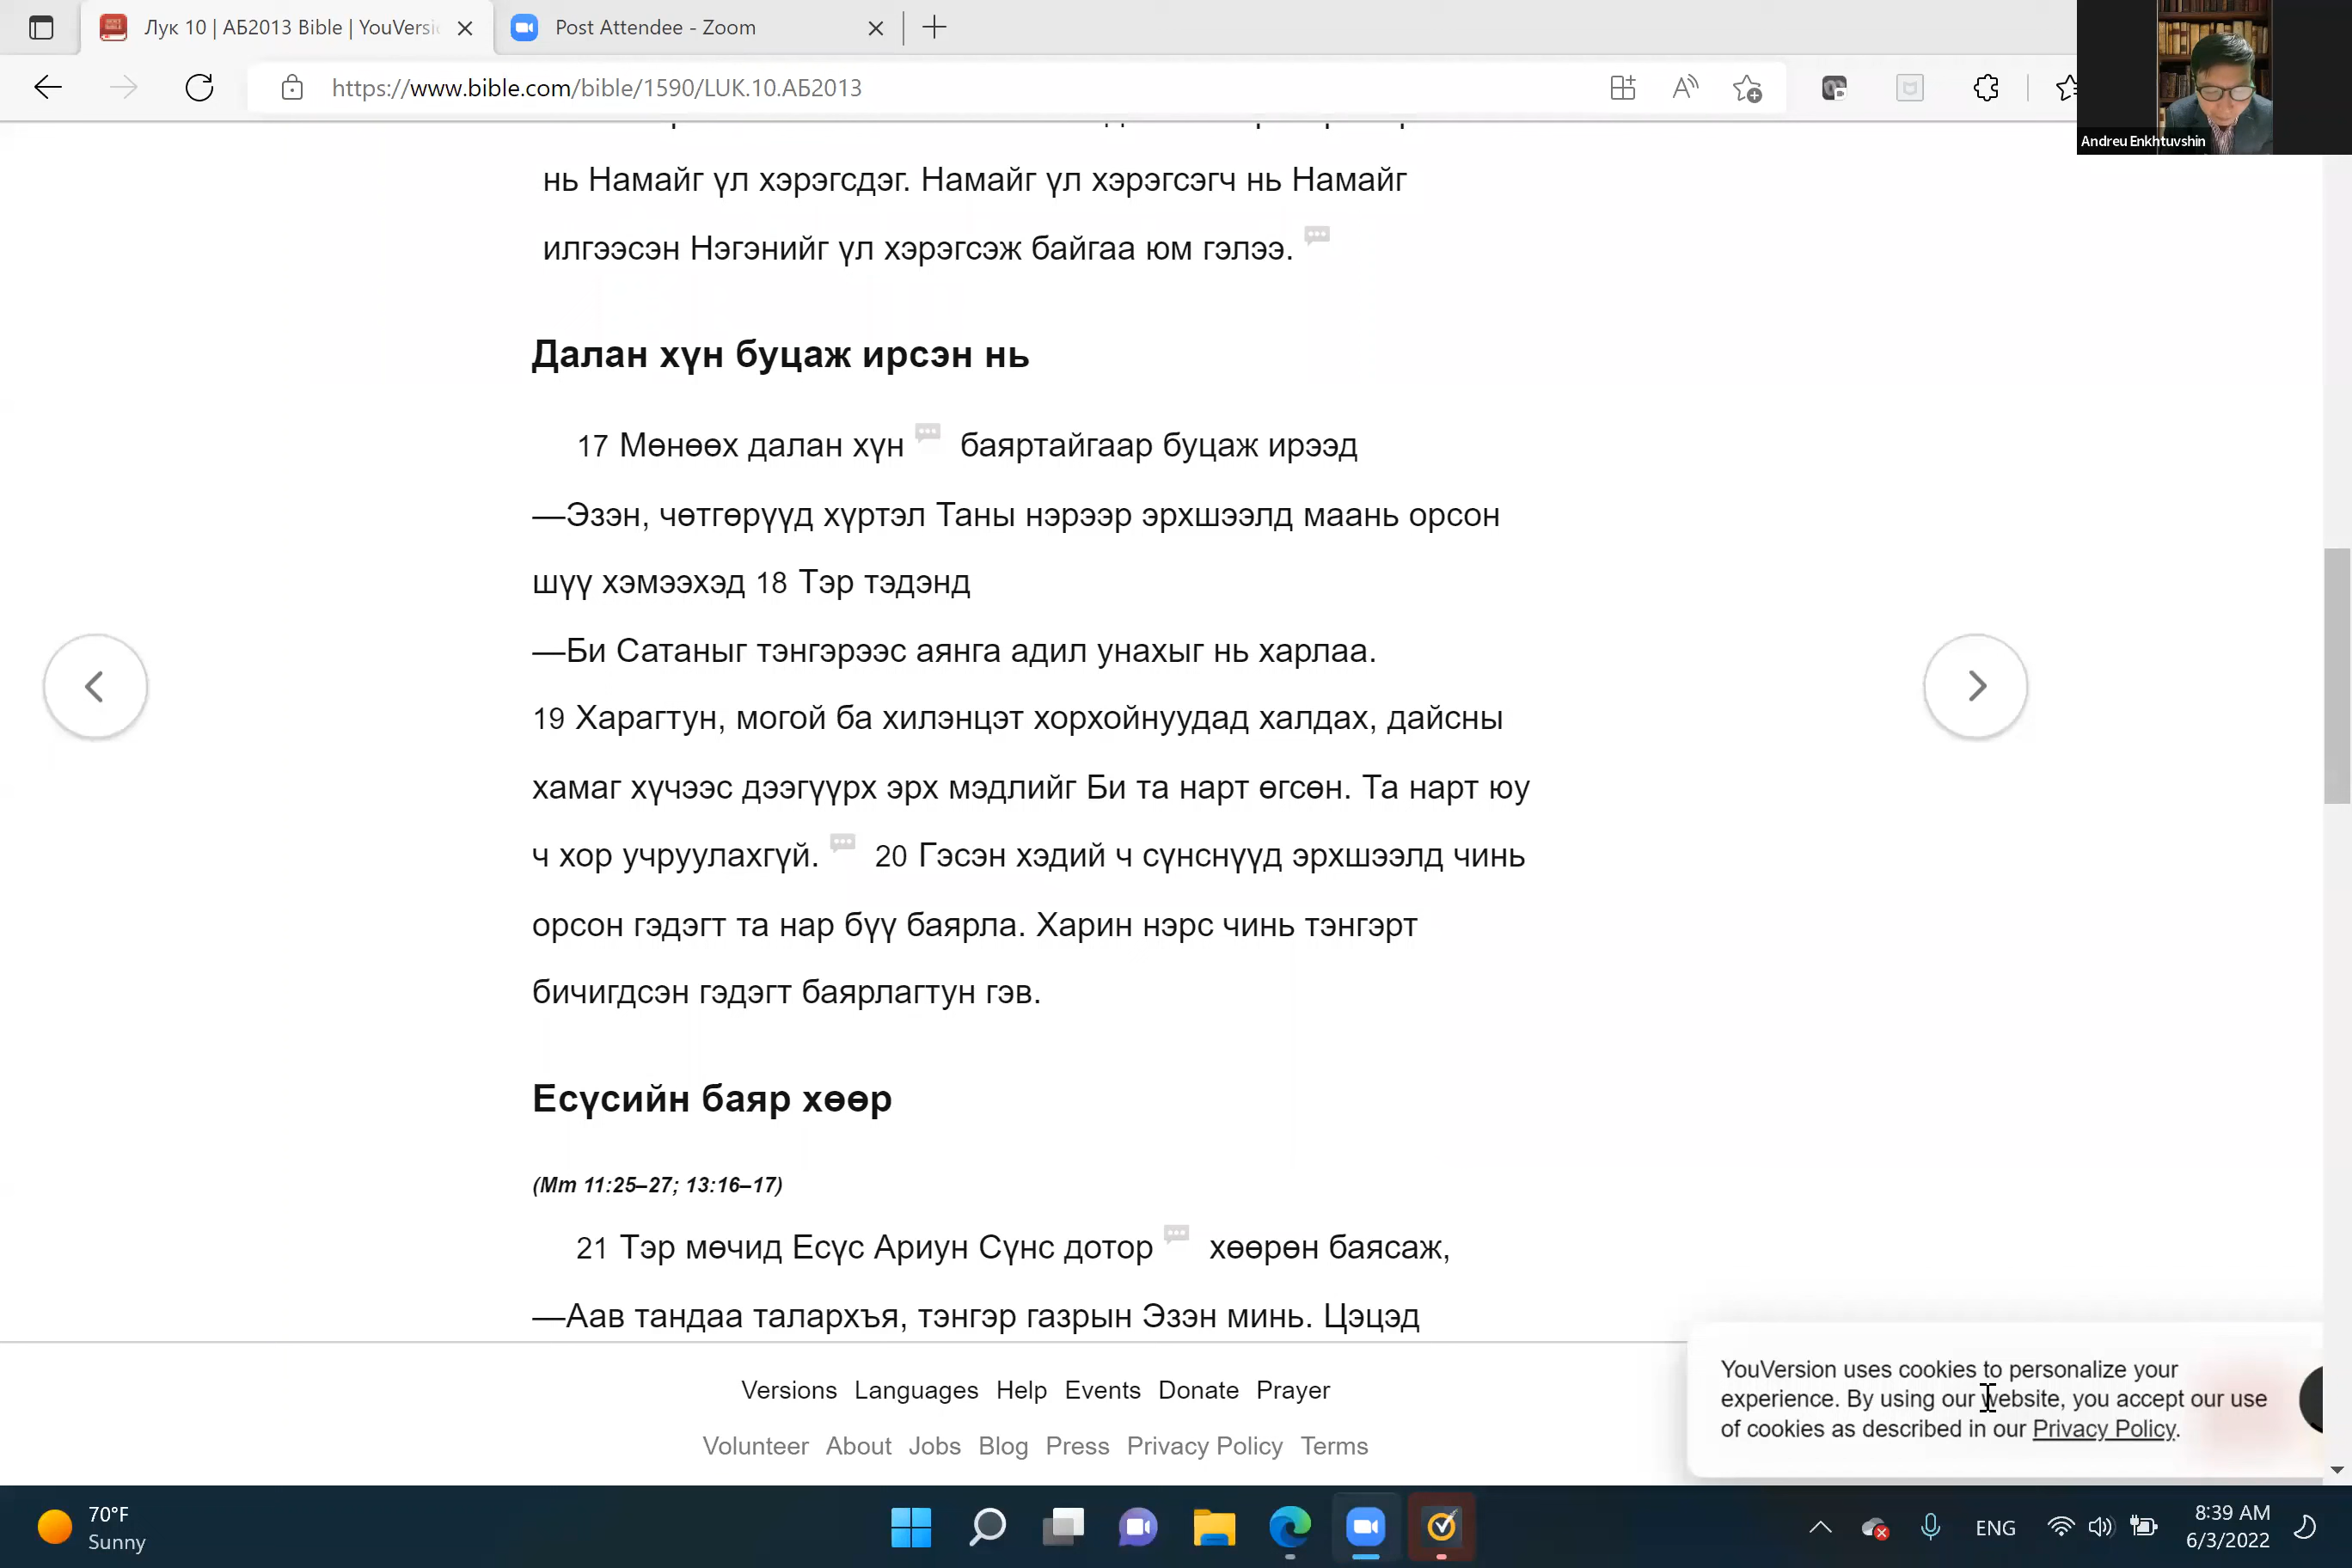 Лук 10 | АБ2013 Bible | YouVersi
Post Attendee - Zoom
https://www.bible.com/bible/1590/LUK.10.АБ2013
Andreu Enkhtuvshin
нь Намайг үл хэрэгсдэг. Намайг үл хэрэгсэгч нь Намайг
илгээсэн Нэгэнийг үл хэрэгсэж байгаа юм гэлээ.
Далан хүн буцаж ирсэн нь
17 Мөнөөх далан хүн баяртайгаар буцаж ирээд
—Эзэн, чөтгөрүүд хүртэл Таны нэрээр эрхшээлд маань орсон
шүү хэмээхэд 18 Тэр тэдэнд
—Би Сатаныг тэнгэрээс аянга адил унахыг нь харлаа.
19 Харагтун, могой ба хилэнцэт хорхойнуудад халдах, дайсны
хамаг хүчээс дээгүүрх эрх мэдлийг Би та нарт өгсөн. Та нарт юу
ч хор учруулахгүй. 20 Гэсэн хэдий ч сүнснүүд эрхшээлд чинь
орсон гэдэгт та нар бүү баярла. Харин нэрс чинь тэнгэрт
бичигдсэн гэдэгт баярлагтун гэв.
Есүсийн баяр хөөр
(Мт 11:25–27; 13:16–17)
21 Тэр мөчид Есүс Ариун Сүнс дотор хөөрөн баясаж,
—Аав тандаа талархъя, тэнгэр газрын Эзэн минь. Цэцэд
Versions Languages Help Events Donate Prayer
Volunteer About Jobs Blog Press Privacy Policy Terms
YouVersion uses cookies to personalize your
experience. By using our website, you accept our use
of cookies as described in our Privacy Policy.
70°F
Sunny
ENG
8:39 AM
6/3/2022